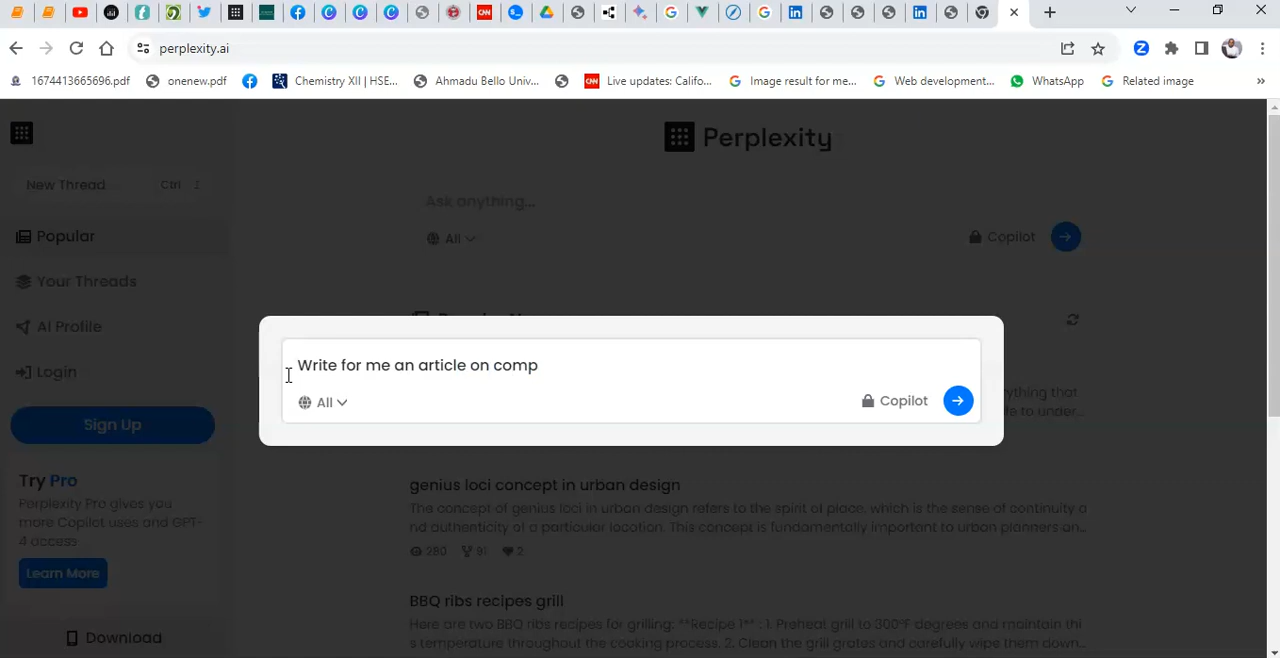 perplexity.ai
1674413665696.pdf
onenew.pdf
Chemistry XII | HSE...
Ahmadu Bello Univ...
Live updates: Califo...
Image result for me...
Web development...
WhatsApp
Related image
»
Perplexity
New Thread
Ctrl
Ask anything...
All
Copilot
Popular
Your Threads
AI Profile
Login
Sign Up
Write for me an article on comp
All
Copilot
Try Pro
Perplexity Pro gives you
more Copilot uses and GPT-
4 access
Learn More
Download
genius loci concept in urban design
The concept of genius loci in urban design refers to the spirit of place, which is the sense of continuity a
nd authenticity of a particular location. This concept is fundamentally important to urban planners an...
280 91 2
BBQ ribs recipes grill
Here are two BBQ ribs recipes for grilling: **Recipe 1** : 1. Preheat grill to 300°F degrees and maintain thi
s temperature throughout the cooking process. 2. Clean the grill grates and carefully wipe them down...